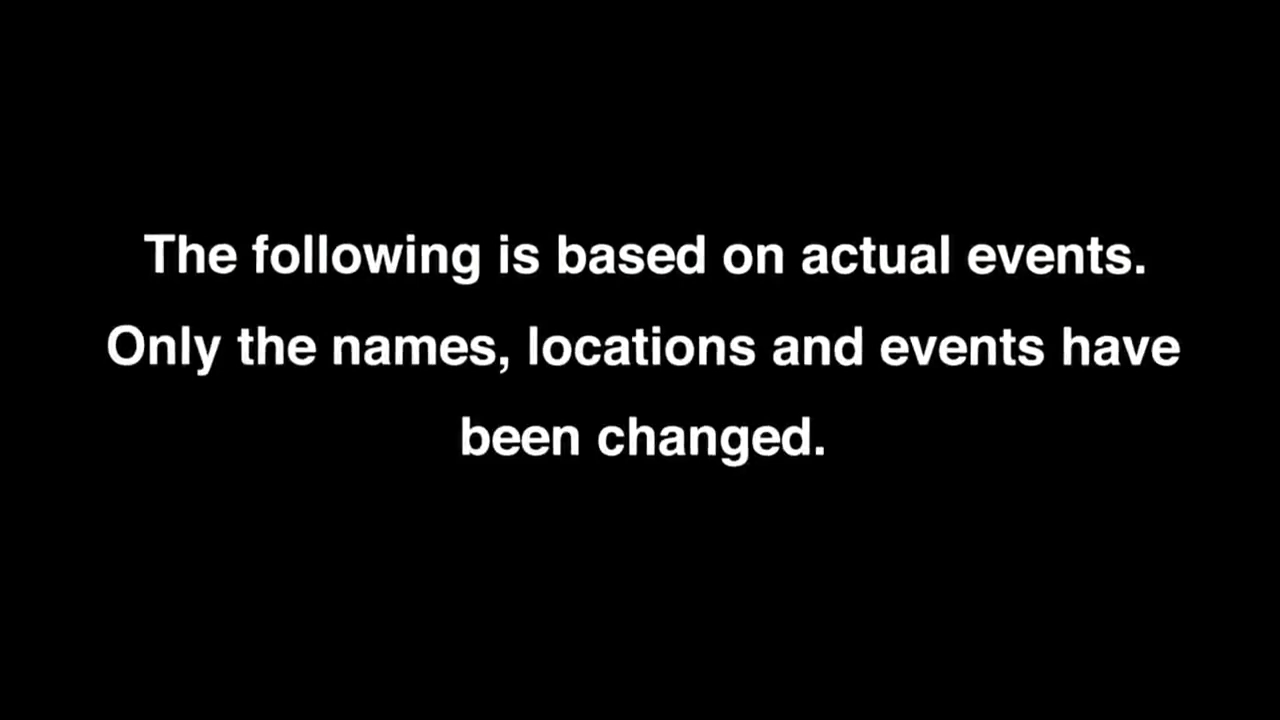 The following is based on actual events.
Only the names, locations and events have
been changed.